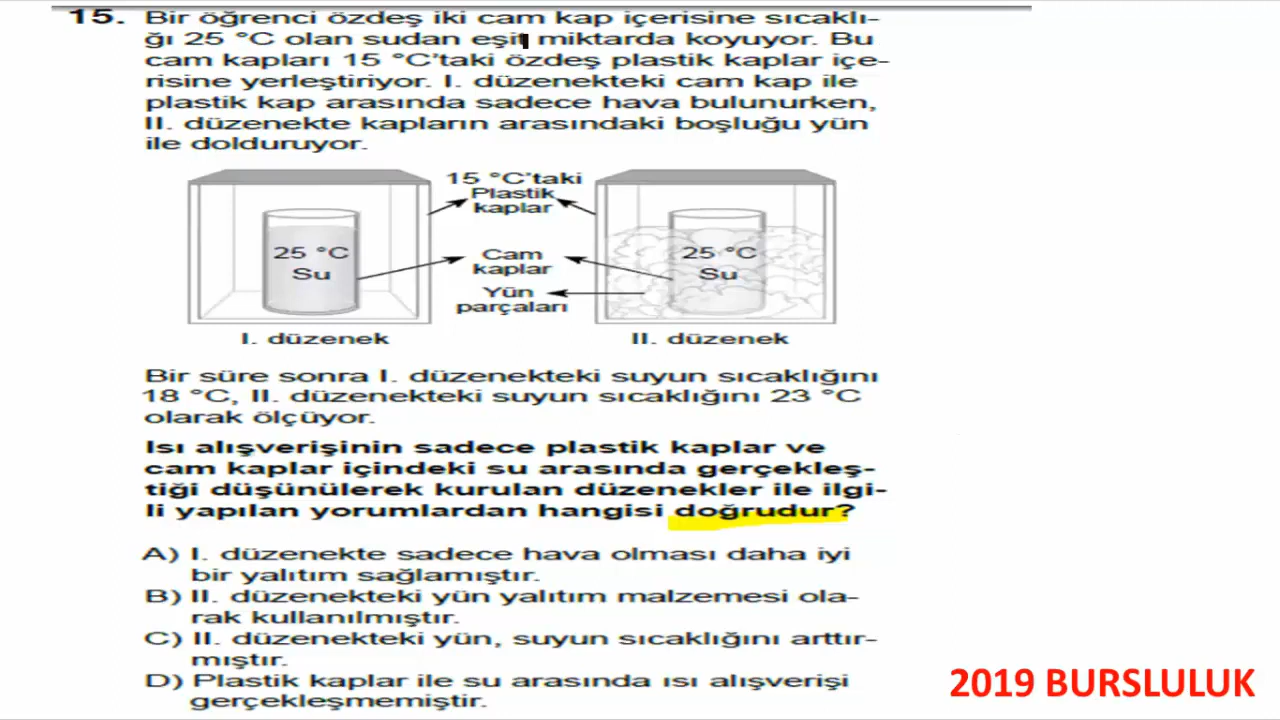 15. Bir öğrenci özdeş iki cam kap içerisine sıcaklı-
ğı 25 °C olan sudan eşit miktarda koyuyor. Bu
cam kapları 15 °C'taki özdeş plastik kaplar içe-
risine yerleştiriyor. I. düzenekteki cam kap ile
plastik kap arasında sadece hava bulunurken,
II. düzenekte kapların arasındaki boşluğu yün
ile dolduruyor.
15 °C'taki
Plastik
kaplar
25 °C
Su
Cam
kaplar
25 °C
Su
Yün
parçaları
I. düzenek
II. düzenek
Bir süre sonra I. düzenekteki suyun sıcaklığını
18 °C, II. düzenekteki suyun sıcaklığını 23 °C
olarak ölçüyor.
Isı alışverişinin sadece plastik kaplar ve
cam kaplar içindeki su arasında gerçekleş-
tiği düşünülerek kurulan düzenekler ile ilgi-
li yapılan yorumlardan hangisi doğrudur?
A) I. düzenekte sadece hava olması daha iyi
bir yalıtım sağlamıştır.
B) II. düzenekteki yün yalıtım malzemesi ola-
rak kullanılmıştır.
C) II. düzenekteki yün, suyun sıcaklığını arttır-
mıştır.
D) Plastik kaplar ile su arasında ısı alışverişi
gerçekleşmemiştir.
2019 BURSLULUK